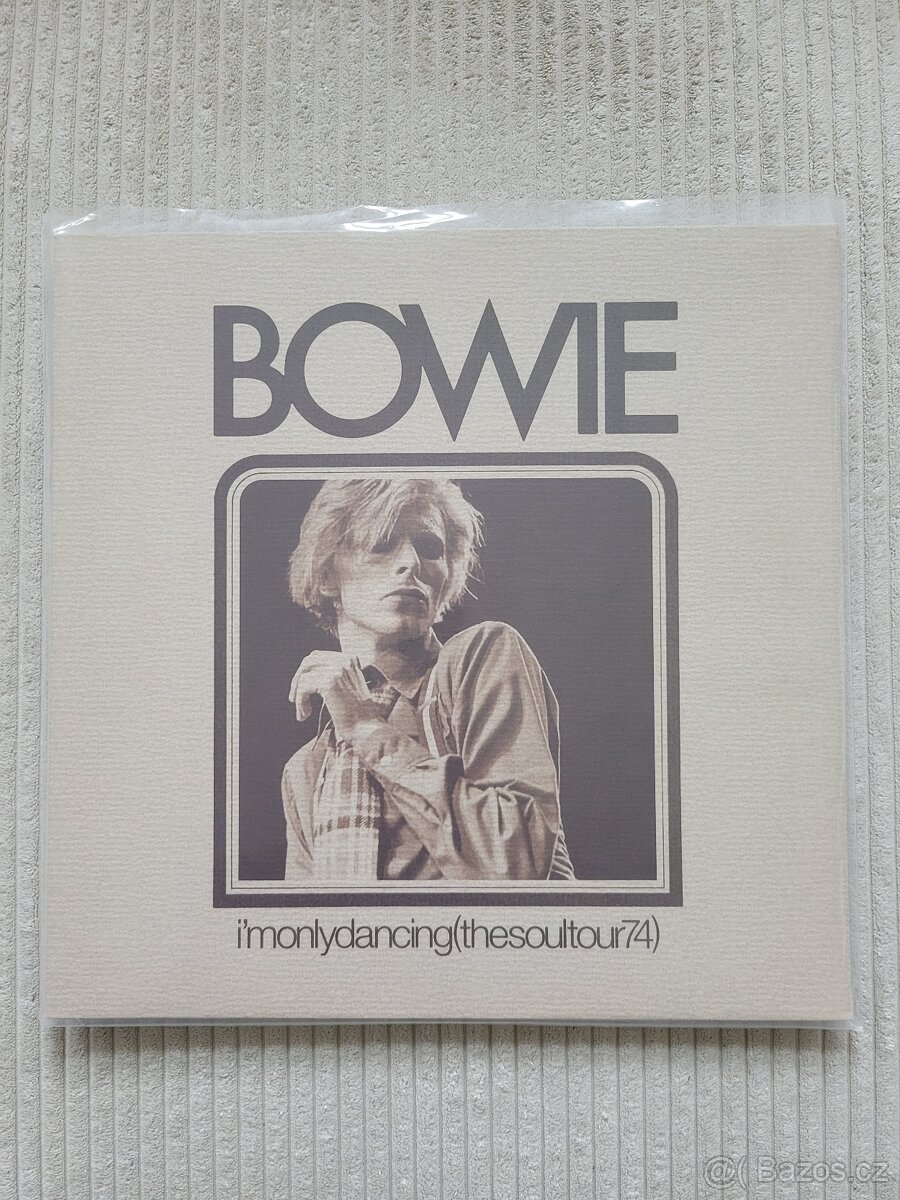 BOWIE
i'monlydancing(thesoultour74)
@( Bazos.cz